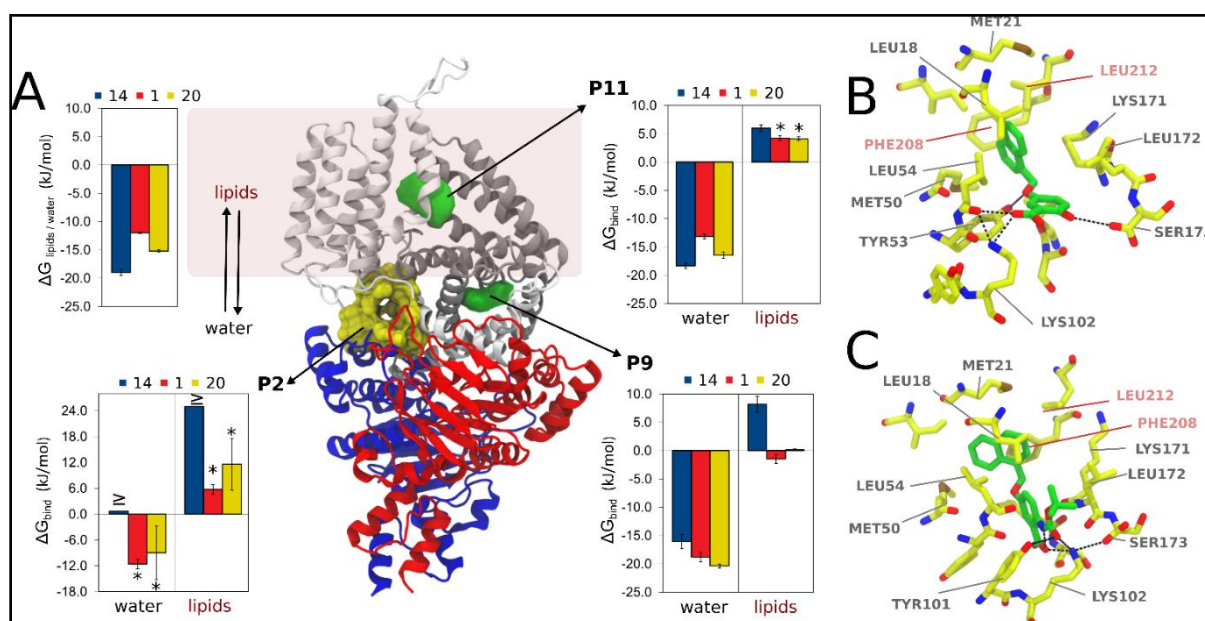 A
14 1 20
ΔG lipids / water (kJ/mol)
10.0
5.0
0.0
-5.0
-10.0
-15.0
-20.0
-25.0
lipids
water
P11
14 1 20
ΔGbind (kJ/mol)
10.0
5.0
0.0
-5.0
-10.0
-15.0
-20.0
-25.0
* *
water lipids
P2
14 1 20
ΔGbind (kJ/mol)
24.0
18.0
12.0
6.0
0.0
-6.0
-12.0
-18.0
≥
*
*
≥
*
*
water lipids
P9
14 1 20
ΔGbind (kJ/mol)
10.0
5.0
0.0
-5.0
-10.0
-15.0
-20.0
-25.0
water lipids
B
MET21
LEU18
LEU212
LYS171
PHE208
LEU172
LEU54
MET50
TYR53
SER17
LYS102
C
MET21
LEU18
LEU212
PHE208
LYS171
LEU54
LEU172
MET50
SER173
TYR101
LYS102